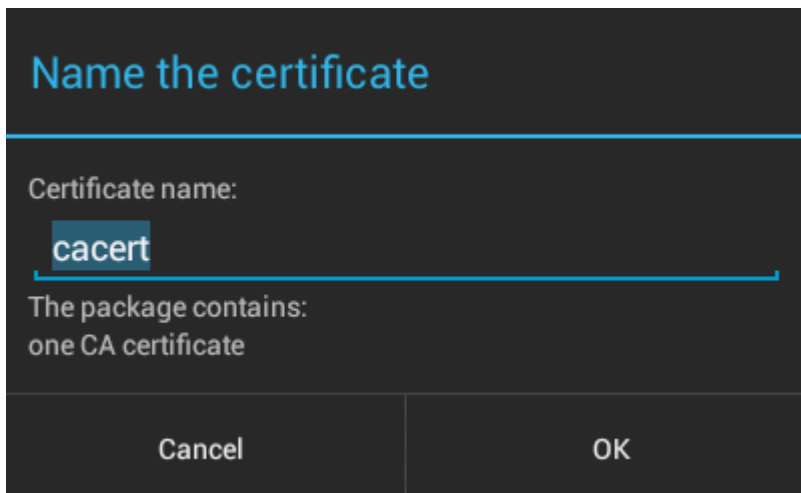 Name the certificate
Certificate name:
cacert
The package contains:
one CA certificate
Cancel
OK